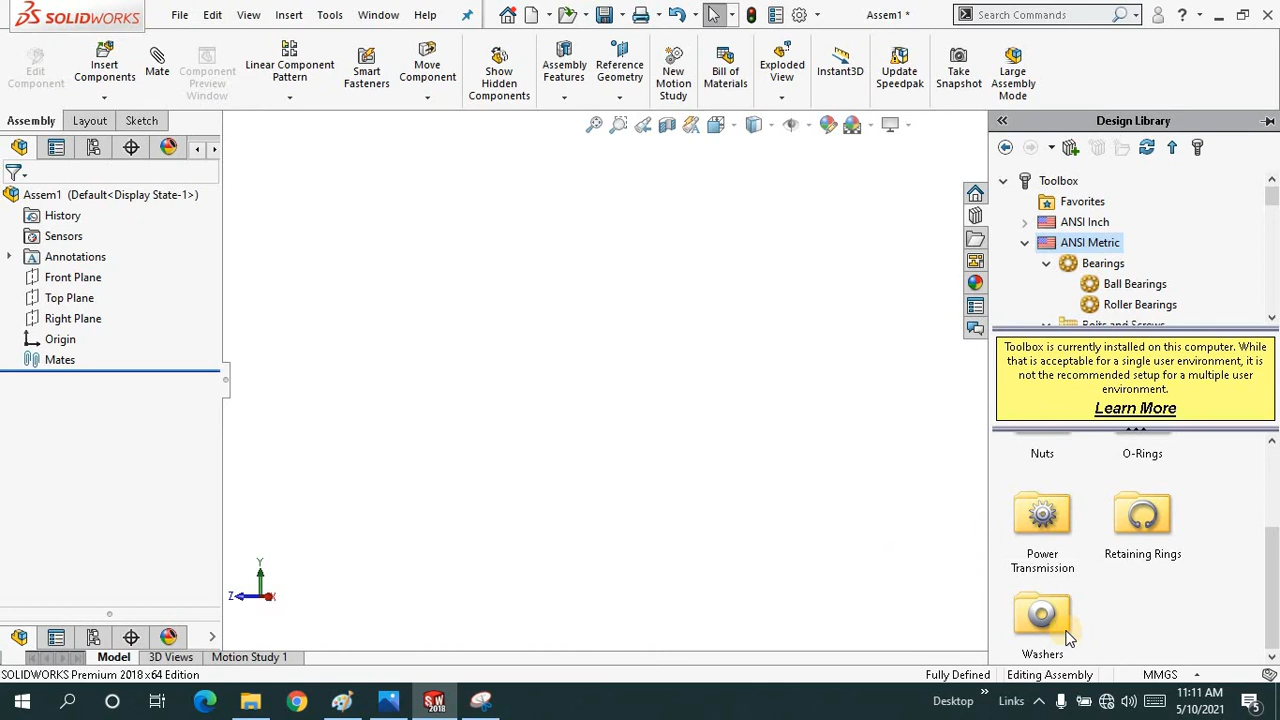 SOLIDWORKS File Edit View Insert Tools Window Help Assem1 * Search Commands
Edit Component Insert Components Mate Component Preview Window Linear Component Pattern Smart Fasteners Move Component Show Hidden Components Assembly Features Reference Geometry New Motion Study Bill of Materials Exploded View Instant3D Update Speedpak Take Snapshot Large Assembly Mode
Assembly Layout Sketch
Design Library
Assem1 (Default<Display State-1>)
History
Sensors
Annotations
Front Plane
Top Plane
Right Plane
Origin
Mates
Toolbox
Favorites
ANSI Inch
ANSI Metric
Bearings
Ball Bearings
Roller Bearings
Bolts and Screws
Toolbox is currently installed on this computer. While
that is acceptable for a single user environment, it is
not the recommended setup for a multiple user
environment.
Learn More
Nuts O-Rings
Power Transmission Retaining Rings
Washers
Y
Z X
Model 3D Views Motion Study 1
SOLIDWORKS Premium 2018 x64 Edition Fully Defined Editing Assembly MMGS
SW 2018 Desktop Links 11:11 AM
5/10/2021 5